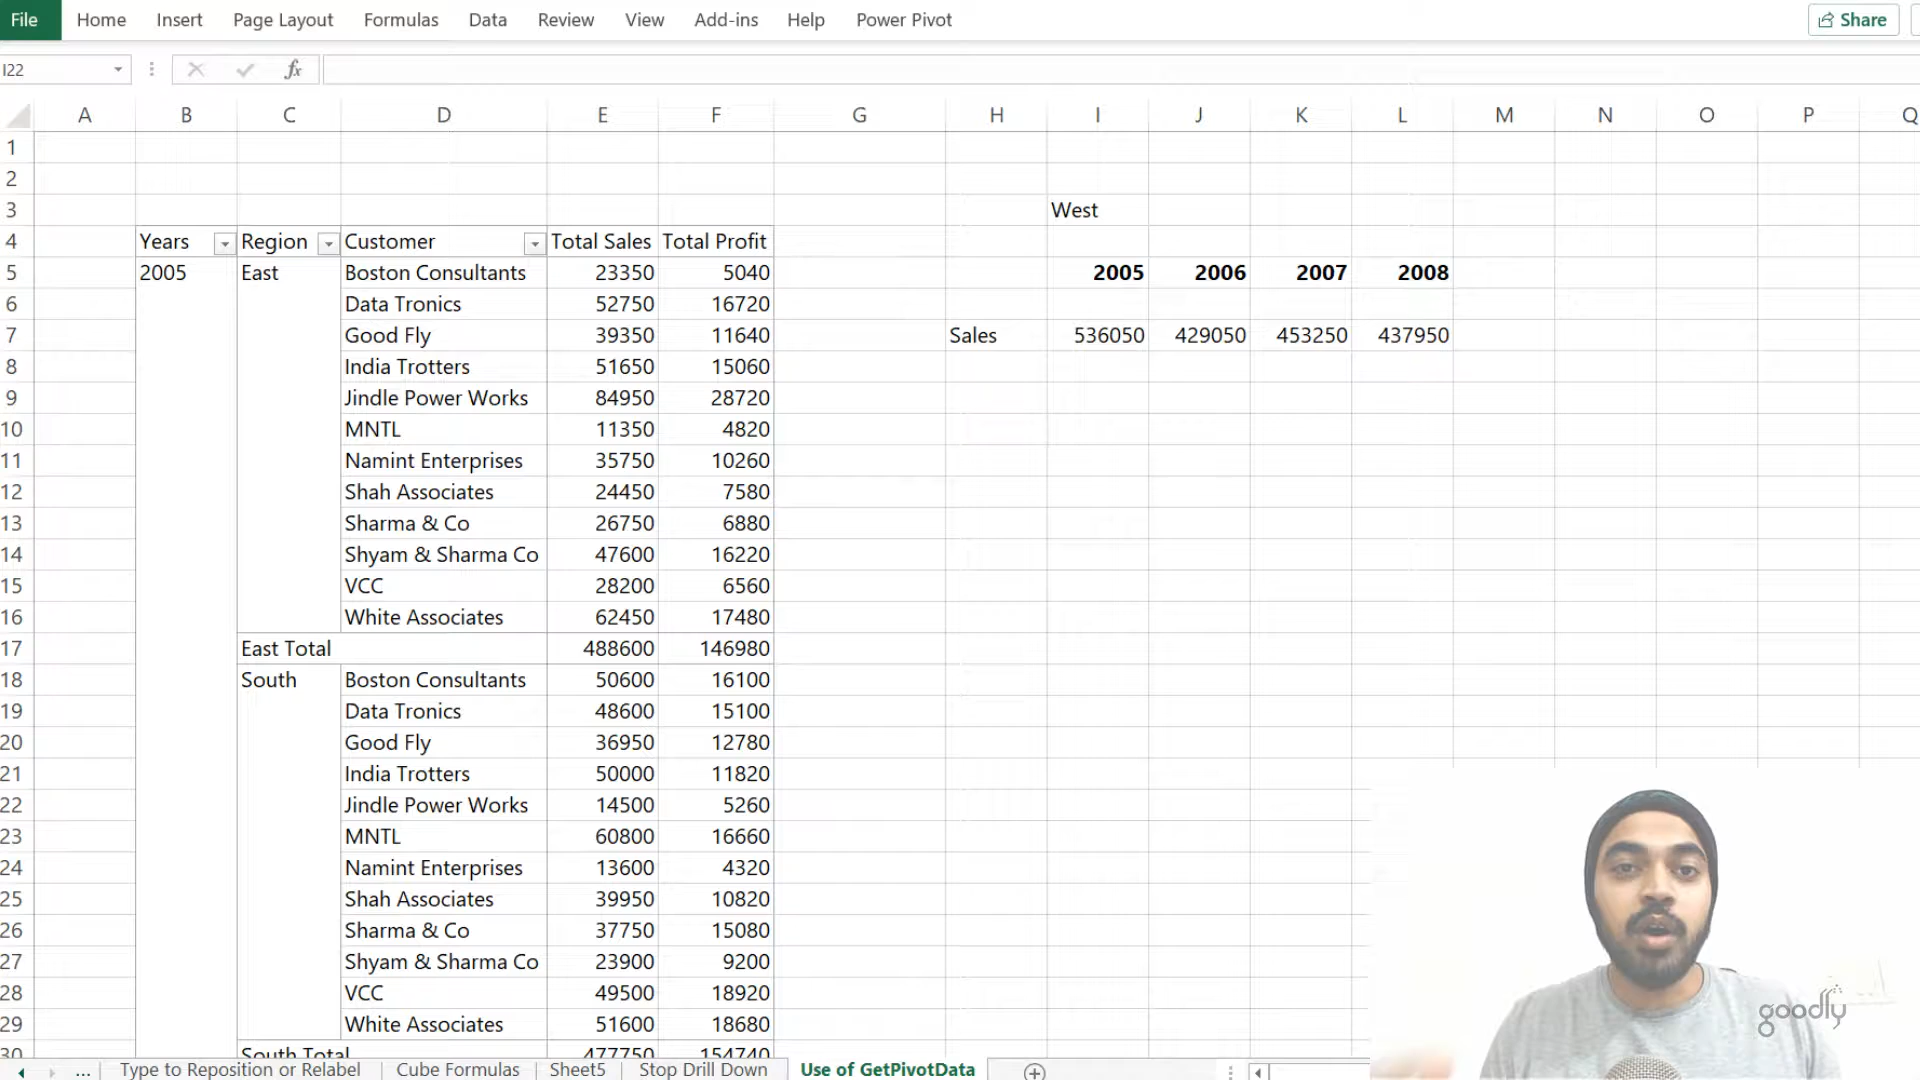 File Home Insert Page Layout Formulas Data Review View Add-ins Help Power Pivot Share
I22 fx
A B C D E F G H I J K L M N O P Q
1
2
3 West
4 Years Region Customer Total Sales Total Profit
5 2005 East Boston Consultants 23350 5040 2005 2006 2007 2008
6 Data Tronics 52750 16720
7 Good Fly 39350 11640 Sales 536050 429050 453250 437950
8 India Trotters 51650 15060
9 Jindle Power Works 84950 28720
10 MNTL 11350 4820
11 Namint Enterprises 35750 10260
12 Shah Associates 24450 7580
13 Sharma & Co 26750 6880
14 Shyam & Sharma Co 47600 16220
15 VCC 28200 6560
16 White Associates 62450 17480
17 East Total 488600 146980
18 South Boston Consultants 50600 16100
19 Data Tronics 48600 15100
20 Good Fly 36950 12780
21 India Trotters 50000 11820
22 Jindle Power Works 14500 5260
23 MNTL 60800 16660
24 Namint Enterprises 13600 4320
25 Shah Associates 39950 10820
26 Sharma & Co 37750 15080
27 Shyam & Sharma Co 23900 9200
28 VCC 49500 18920
29 White Associates 51600 18680
30 South Total 477750 154740
goodly
... Type to Reposition or Relabel Cube Formulas Sheet5 Stop Drill Down Use of GetPivotData